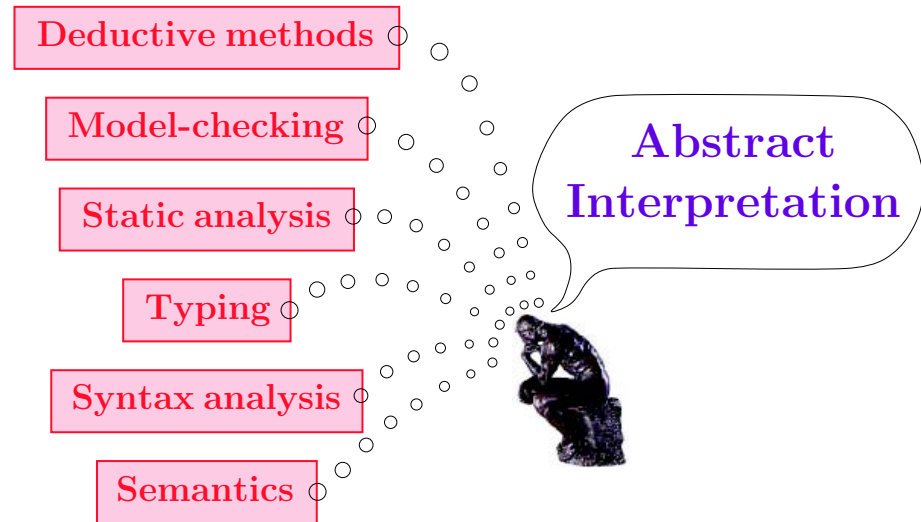 Deductive methods
Model-checking
Static analysis
Typing
Syntax analysis
Semantics
Abstract
Interpretation